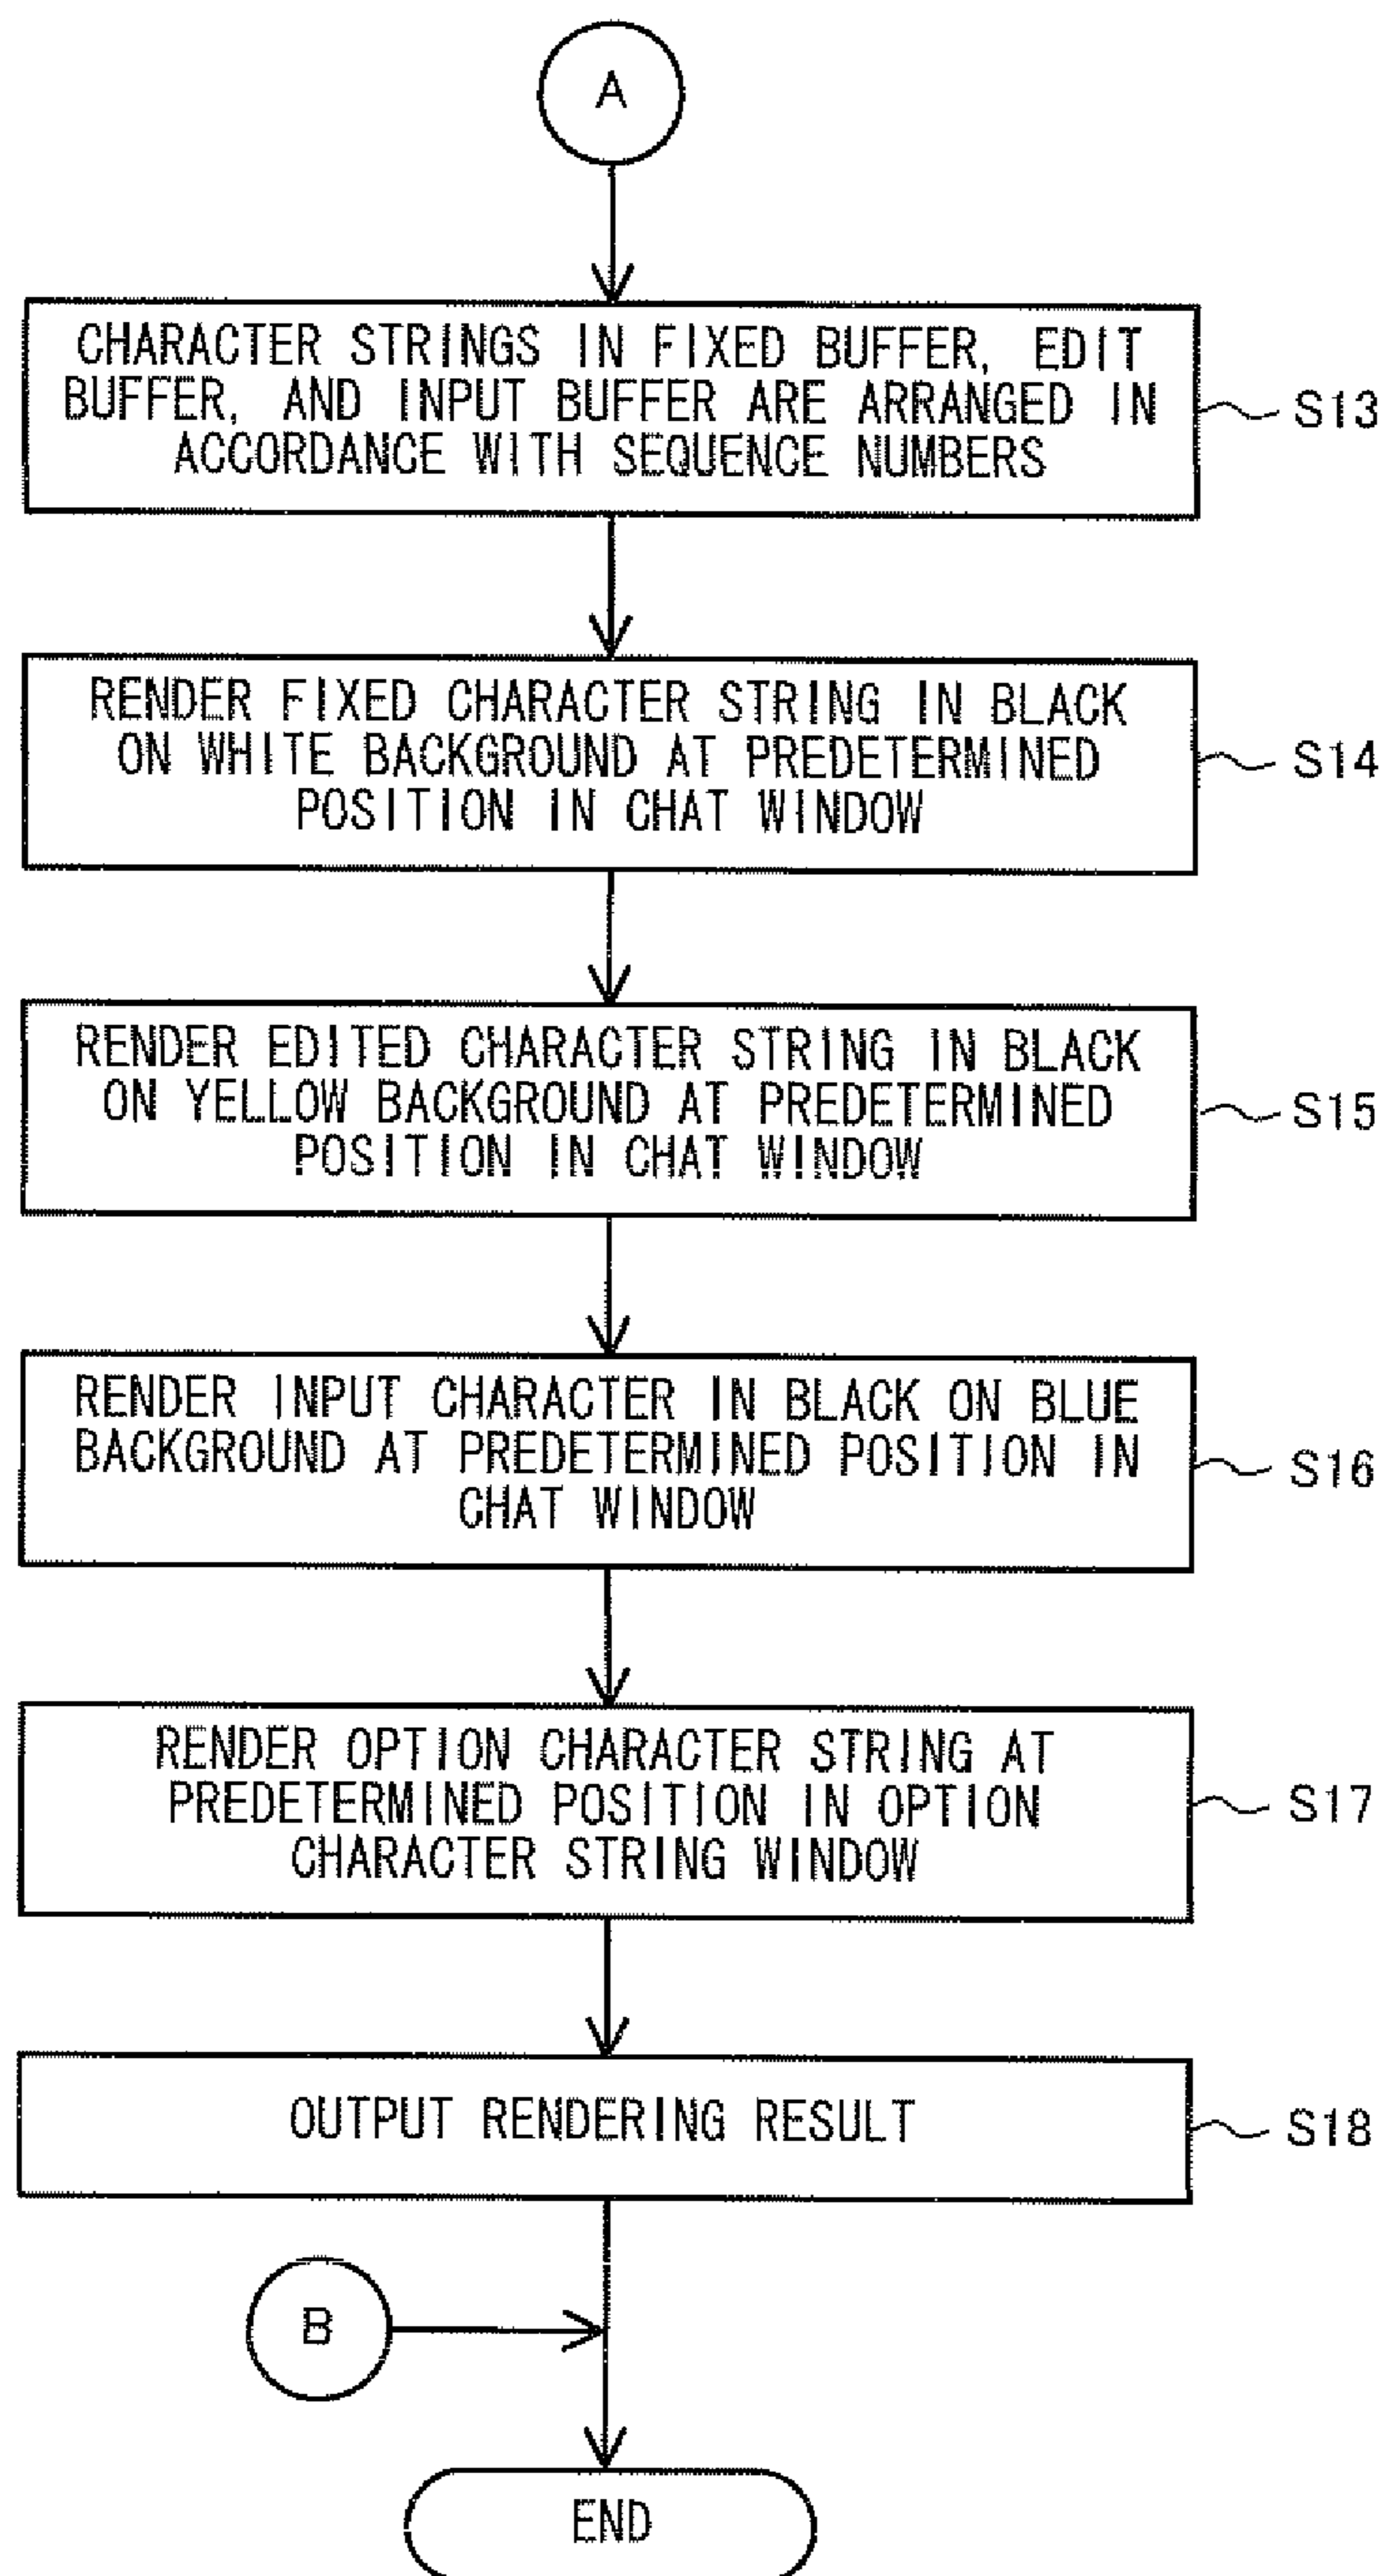 A
CHARACTER STRINGS IN FIXED BUFFER, EDIT
BUFFER, AND INPUT BUFFER ARE ARRANGED IN
ACCORDANCE WITH SEQUENCE NUMBERS
S13
RENDER FIXED CHARACTER STRING IN BLACK
ON WHITE BACKGROUND AT PREDETERMINED
POSITION IN CHAT WINDOW
S14
RENDER EDITED CHARACTER STRING IN BLACK
ON YELLOW BACKGROUND AT PREDETERMINED
POSITION IN CHAT WINDOW
S15
RENDER INPUT CHARACTER IN BLACK ON BLUE
BACKGROUND AT PREDETERMINED POSITION IN
CHAT WINDOW
S16
RENDER OPTION CHARACTER STRING AT
PREDETERMINED POSITION IN OPTION
CHARACTER STRING WINDOW
S17
OUTPUT RENDERING RESULT
S18
B
END